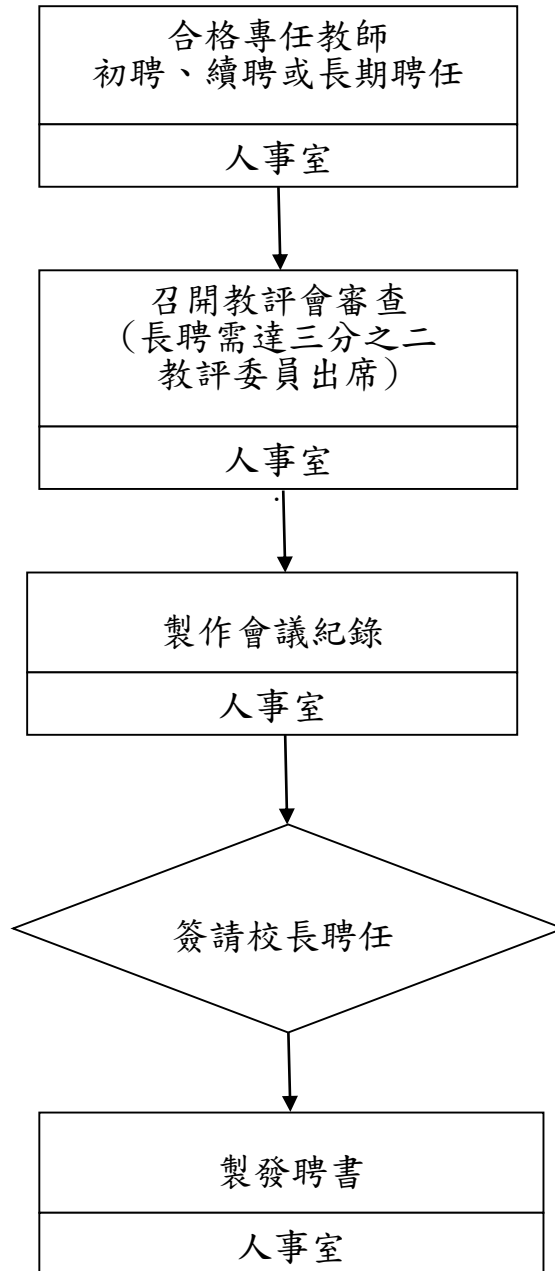 合格專任教師
初聘、續聘或長期聘任
人事室
召開教評會審查
（長聘需達三分之二
教評委員出席）
人事室
.
製作會議紀錄
人事室
簽請校長聘任
製發聘書
人事室